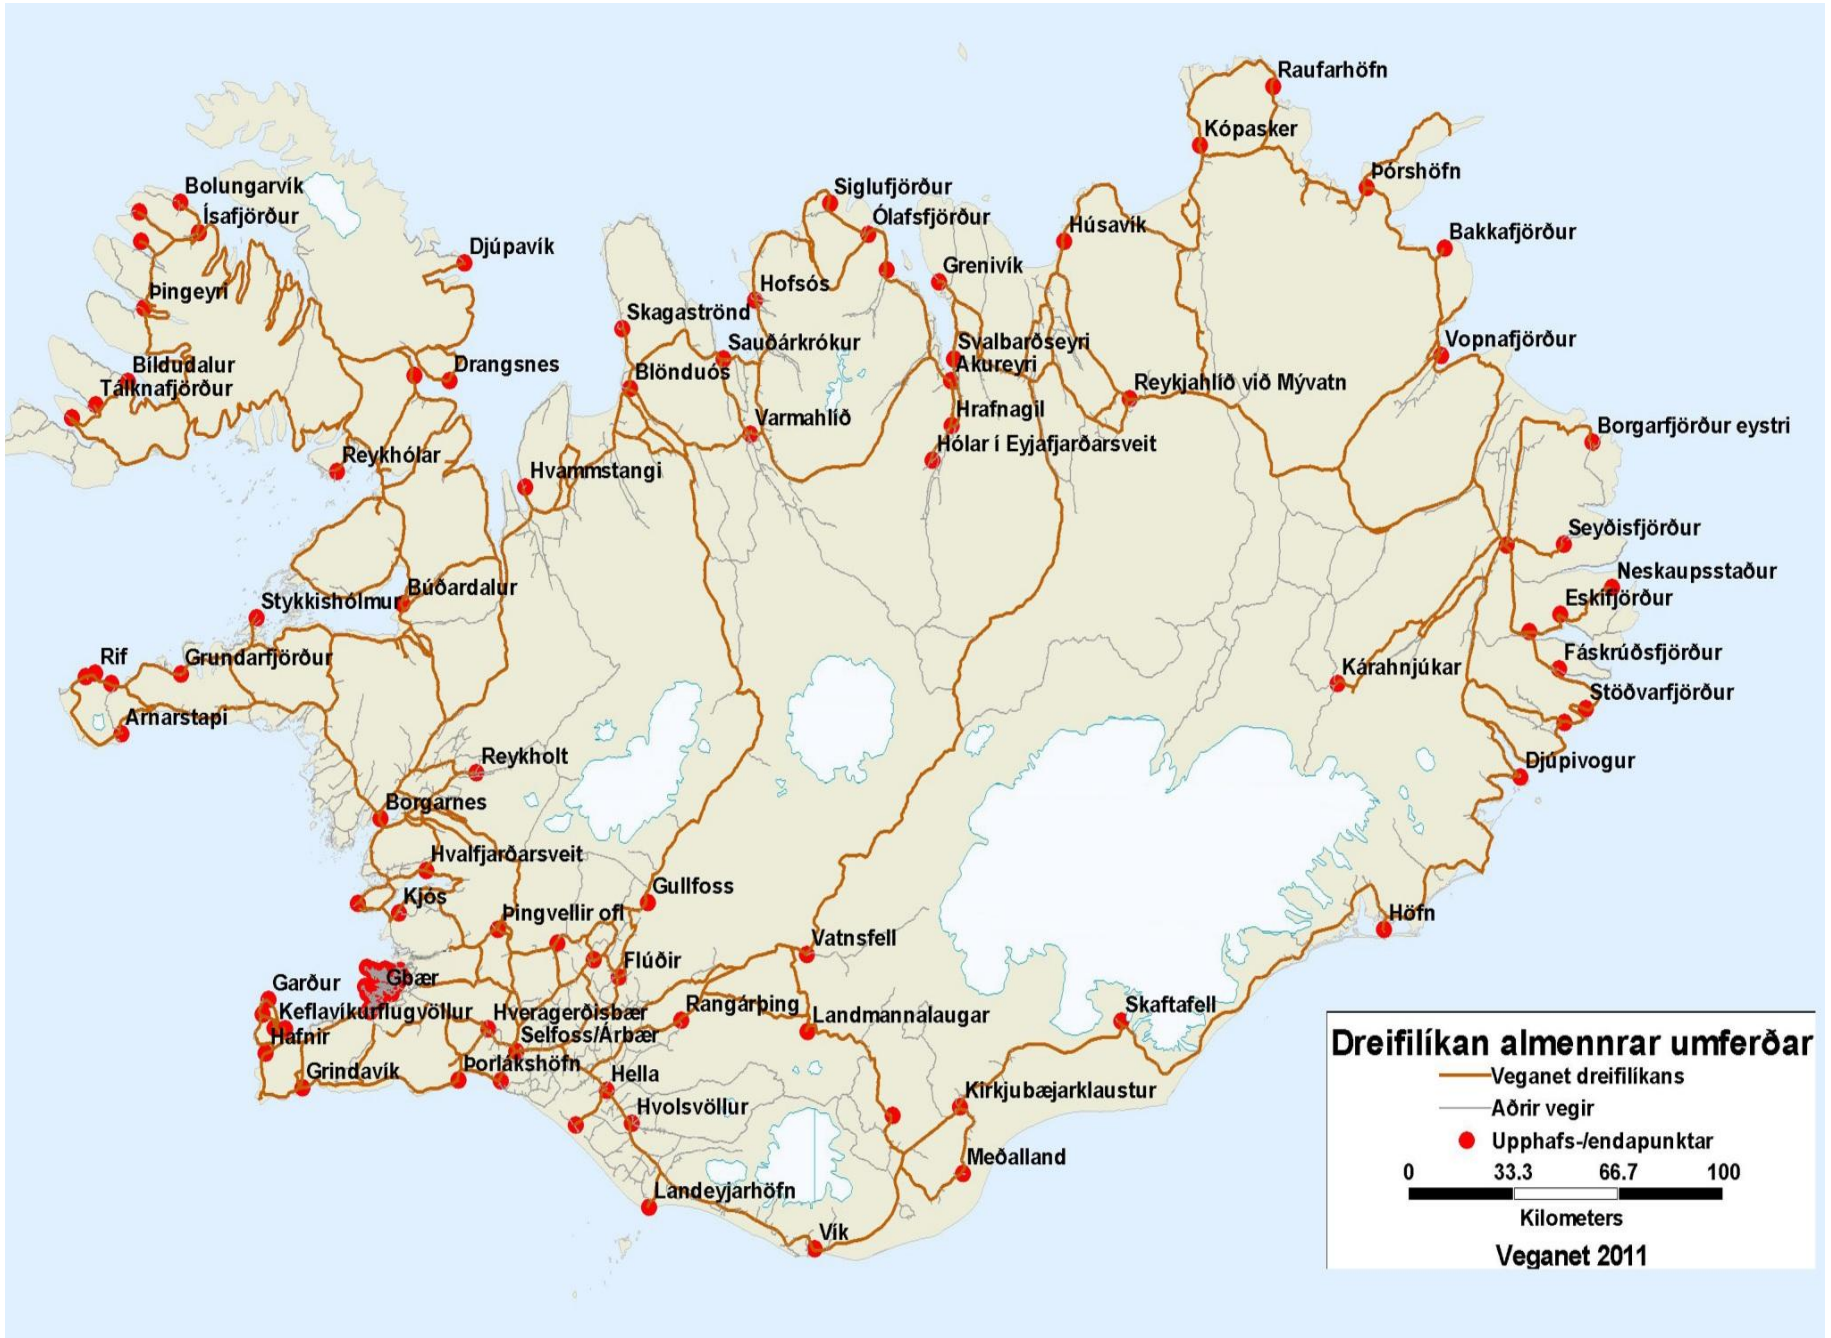 Raufarhöfn
Kópasker
Þórshöfn
Bolungarvík
Siglufjörður
Ísafjörður
Ólafsfjörður
Húsavík
Bakkafjörður
Djúpavík
Grenivík
Þingeyri
Hofsós
Skagaströnd
Svalbarðseyri
Vopnafjörður
Sauðárkrókur
Bíldudalur
Drangsnes
Blönduós
Akureyri
Tálknafjörður
Reykjahlíð við Mývatn
Hrafnagil
Varmahlíð
Borgarfjörður eystri
Hólar í Eyjafjarðarsveit
Reykhólar
Hvammstangi
Seyðisfjörður
Neskaupsstaður
Búðardalur
Stykkishólmur
Eskifjörður
Rif
Grundarfjörður
Fáskrúðsfjörður
Kárahnjúkar
Stöðvarfjörður
Arnarstapi
Reykholt
Djúpivogur
Borgarnes
Hvalfjarðarsveit
Gullfoss
Kjós
Þingvellir ofl
Höfn
Vatnsfell
Flúðir
Gbær
Garður
Keflavíkurflugvöllur
Hveragerðisbær
Rangárþing
Skaftafell
Landmannalaugar
Hafnir
Selfoss/Árbær
Grindavík
Þorlákshöfn
Hella
Kirkjubæjarklaustur
Hvolsvöllur
Meðalland
Landeyjarhöfn
Vík
Dreifilíkan almennrar umferðar
Veganet dreifilíkans
Aðrir vegir
Upphafs-/endapunktar
0 33.3 66.7 100
Kilometers
Veganet 2011